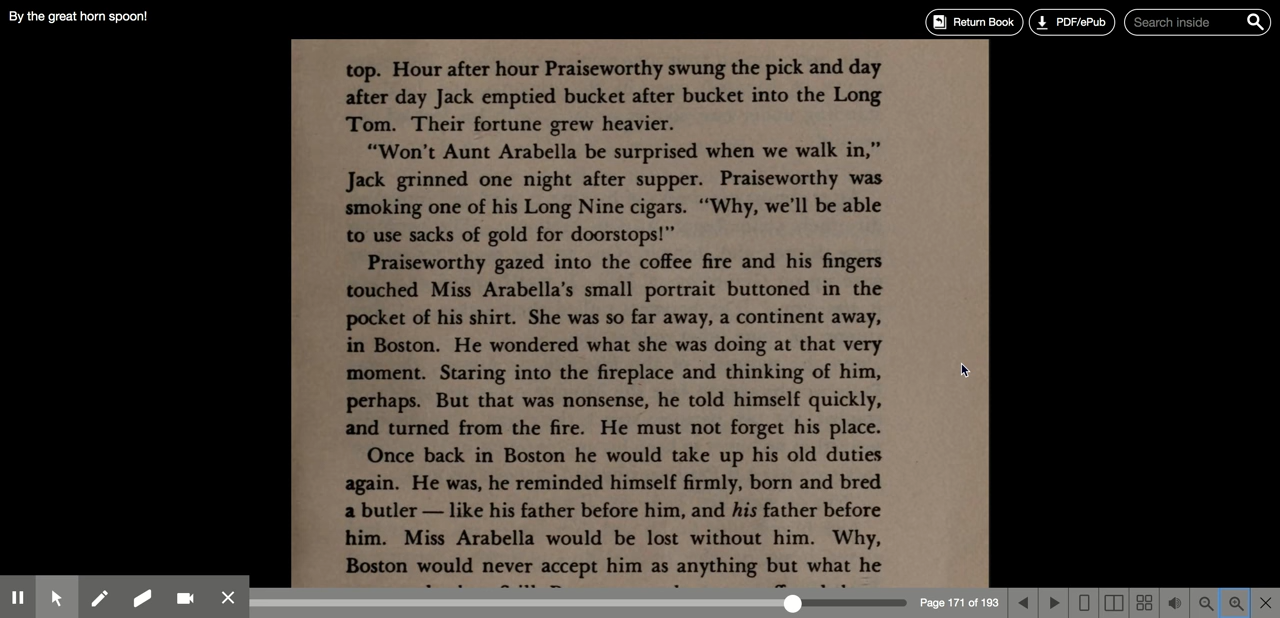 By the great horn spoon!
Return Book
PDF/ePub
Search inside
top. Hour after hour Praiseworthy swung the pick and day
after day Jack emptied bucket after bucket into the Long
Tom. Their fortune grew heavier.
“Won't Aunt Arabella be surprised when we walk in,”
Jack grinned one night after supper. Praiseworthy was
smoking one of his Long Nine cigars. “Why, we'll be able
to use sacks of gold for doorstops!”
Praiseworthy gazed into the coffee fire and his fingers
touched Miss Arabella's small portrait buttoned in the
pocket of his shirt. She was so far away, a continent away,
in Boston. He wondered what she was doing at that very
moment. Staring into the fireplace and thinking of him,
perhaps. But that was nonsense, he told himself quickly,
and turned from the fire. He must not forget his place.
Once back in Boston he would take up his old duties
again. He was, he reminded himself firmly, born and bred
a butler — like his father before him, and his father before
him. Miss Arabella would be lost without him. Why,
Boston would never accept him as anything but what he
Page 171 of 193